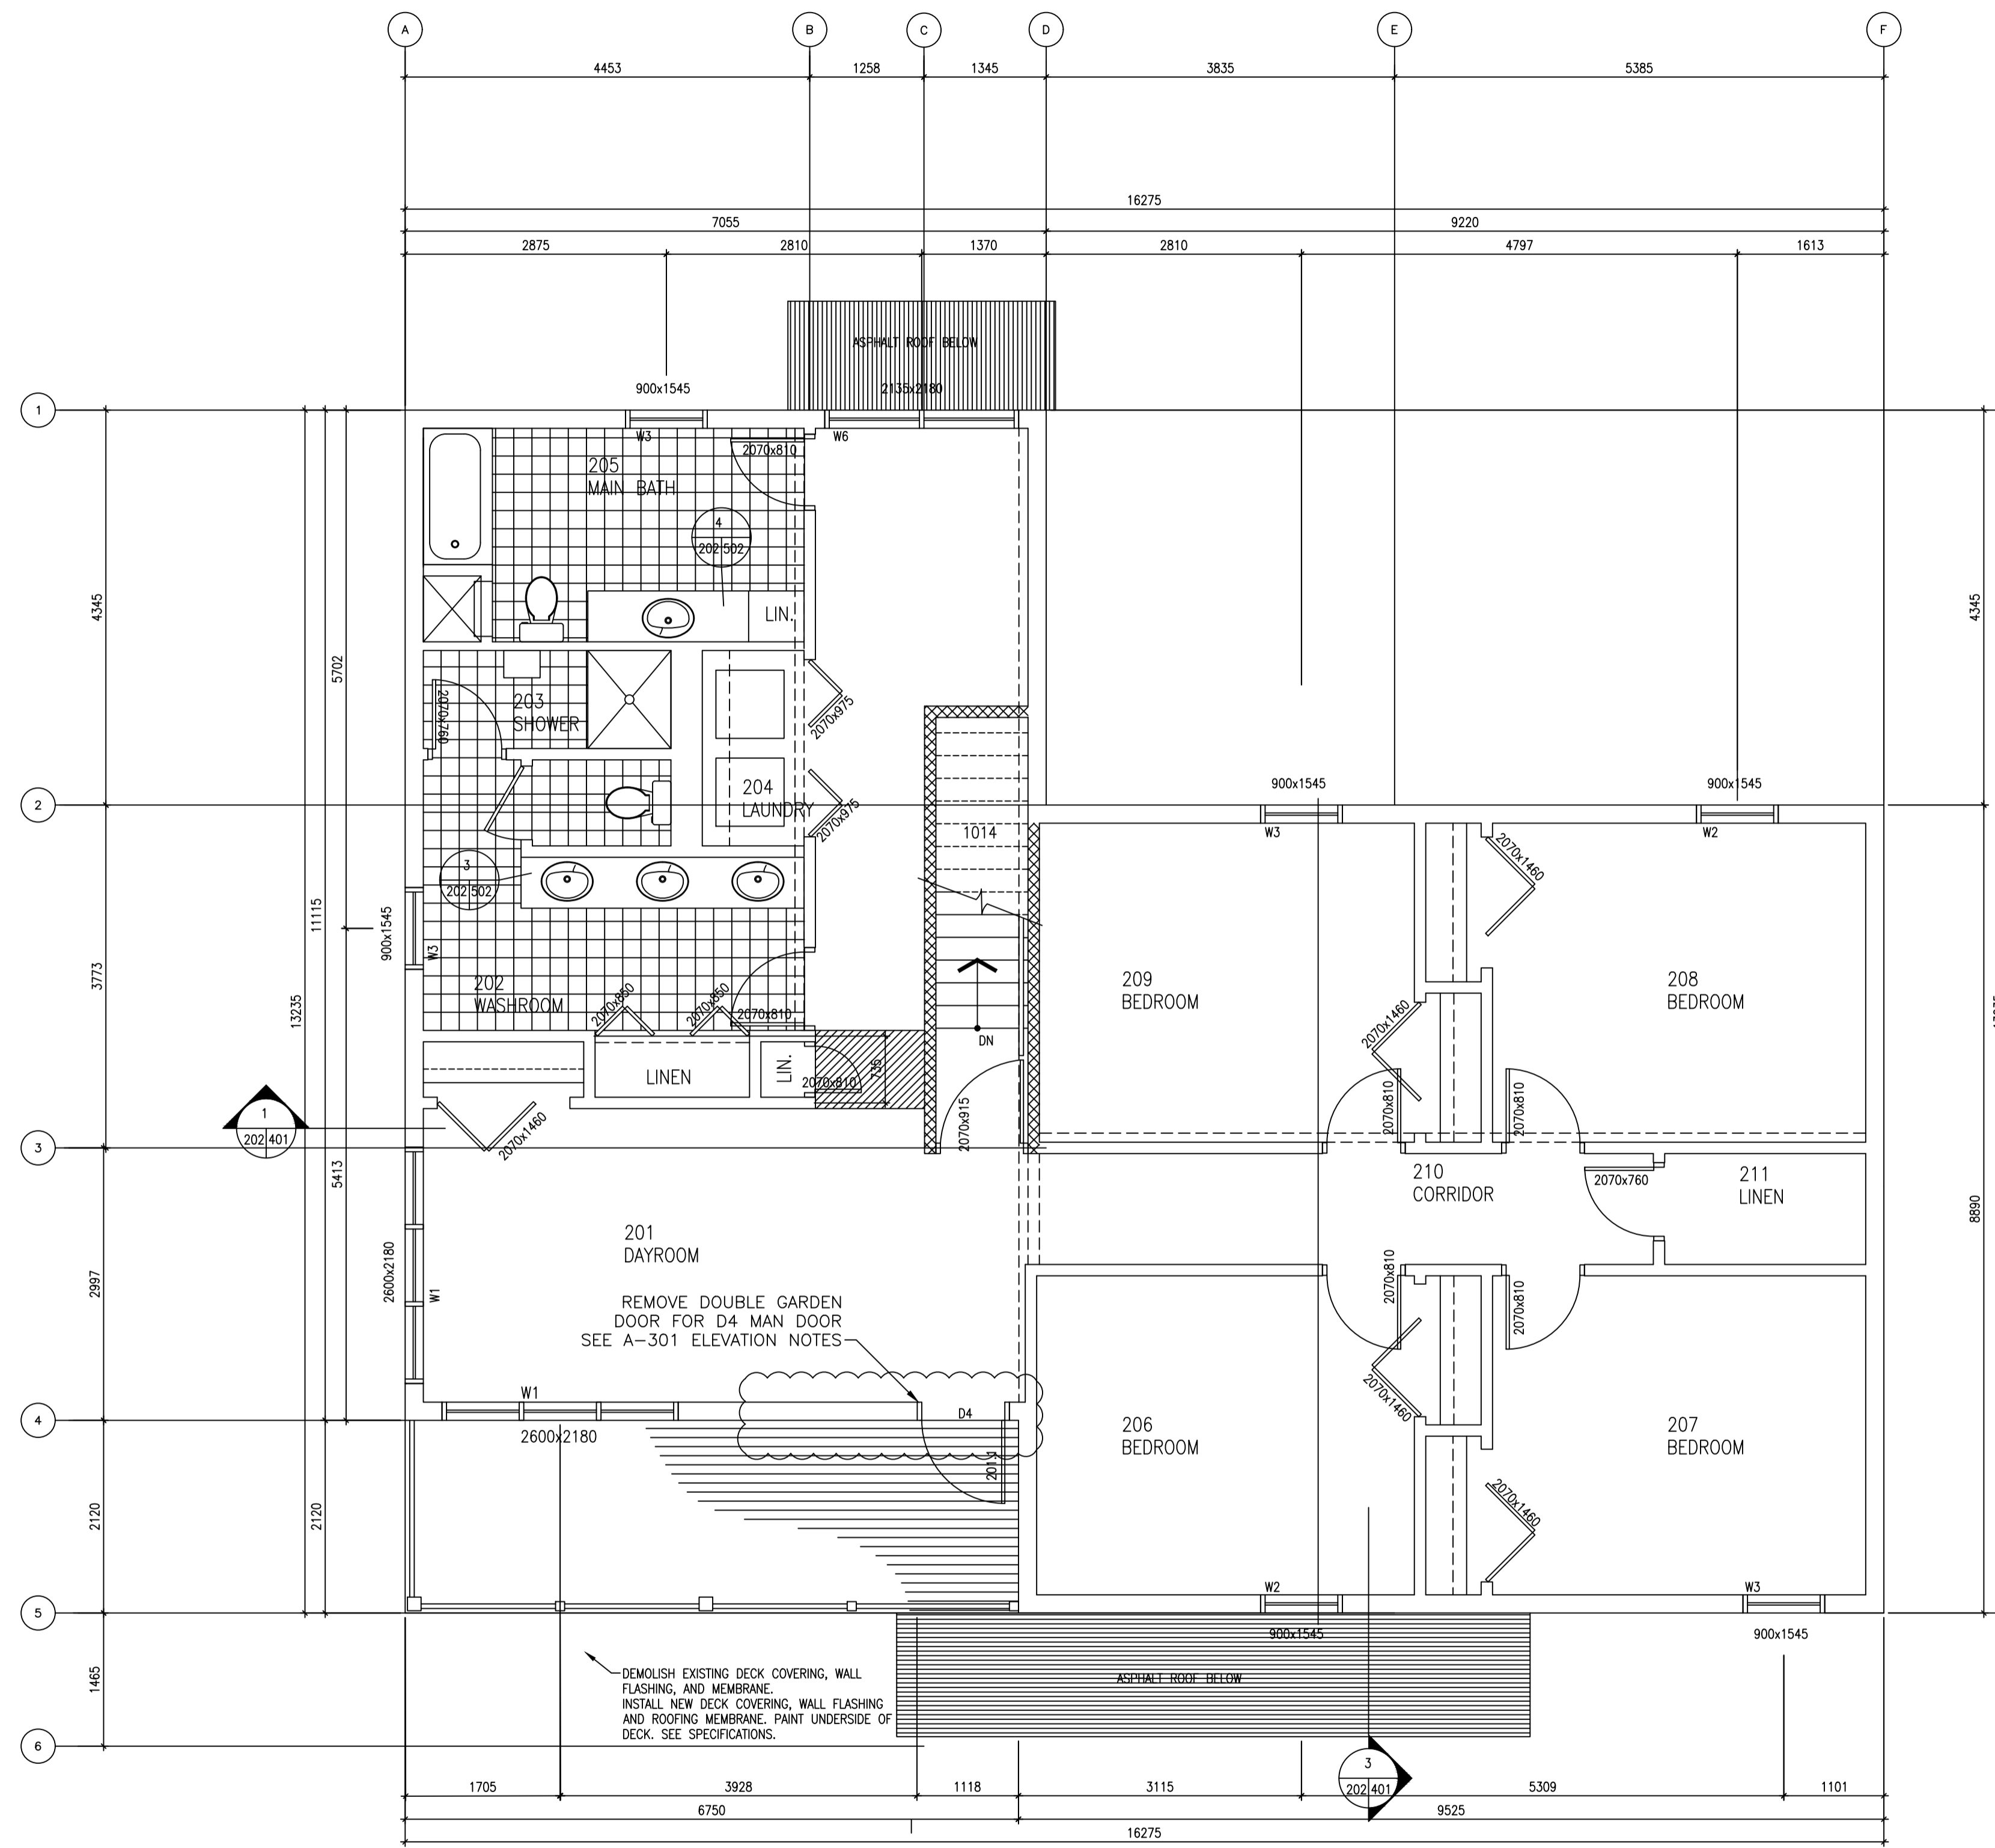 A
B
C
D
E
F
4453
1258
1345
3835
5385
16275
7055
9220
2875
2810
1370
2810
4797
1613
ASPHALT ROOF BELOW
900x1545
2135x2180
1
W3
W6
2070x810
205
MAIN BATH
4
202 502
LIN.
4345
4345
5702
203
SHOWER
2070x760
2070x975
204
LAUNDRY
2070x975
2
900x1545
900x1545
W3
W2
1014
2070x1460
3
202 502
11115
900x1545
W3
3773
13235
202
WASHROOM
2070x850
2070x850
2070x810
209
BEDROOM
208
BEDROOM
2070x1460
DN
LINEN
LIN.
2070x810
735
2070x915
2070x810
2070x810
1
202 401
2070x1460
3
5413
210
CORRIDOR
2070x760
211
LINEN
8890
201
DAYROOM
2600x2180
W1
2997
2070x810
2070x810
REMOVE DOUBLE GARDEN
DOOR FOR D4 MAN DOOR
SEE A-301 ELEVATION NOTES
2070x1460
W1
D4
4
2600x2180
201.1
206
BEDROOM
207
BEDROOM
2070x1460
2120
2120
W2
W3
5
900x1545
900x1545
1465
DEMOLISH EXISTING DECK COVERING, WALL
FLASHING, AND MEMBRANE.
INSTALL NEW DECK COVERING, WALL FLASHING
AND ROOFING MEMBRANE. PAINT UNDERSIDE OF
DECK. SEE SPECIFICATIONS.
ASPHALT ROOF BELOW
6
3
202 401
1705
3928
1118
3115
5309
1101
6750
9525
16275